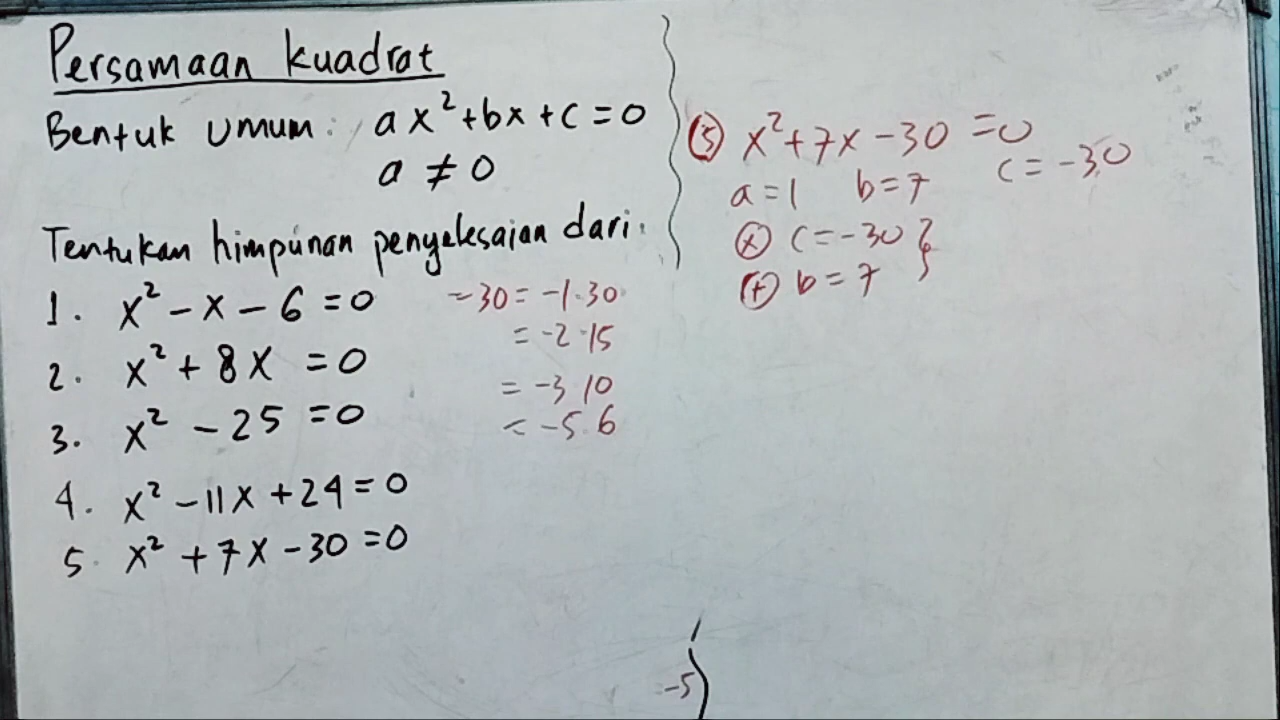 Persamaan kuadrat
Bentuk umum: ax²+bx+c=0
a ≠ 0
Tentukan himpunan penyelesaian dari:
1. x² - x - 6 = 0
2. x² + 8x = 0
3. x² - 25 = 0
4. x² - 11x + 24 = 0
5. x² + 7x - 30 = 0
-30 = -1·30
= -2·15
= -3 10
= -5·6
(5) x² + 7x - 30 = 0
a = 1 b = 7 c = -30
(x) c = -30 }
(+) b = 7
-5